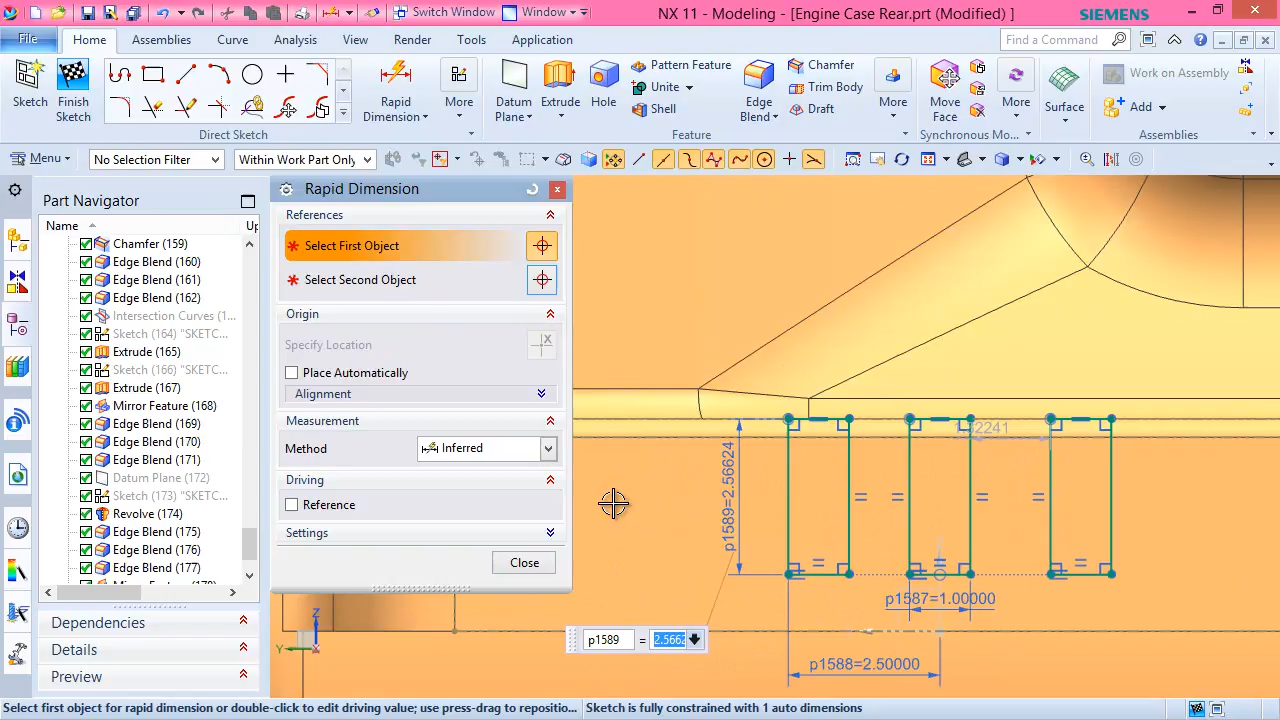 Switch Window
Window
NX 11 - Modeling - [Engine Case Rear.prt (Modified) ]
SIEMENS
File
Home
Assemblies
Curve
Analysis
View
Render
Tools
Application
Find a Command
Sketch
Finish
Sketch
Rapid
Dimension
More
Direct Sketch
Datum
Plane
Extrude
Hole
Pattern Feature
Unite
Shell
Edge
Blend
Chamfer
Trim Body
Draft
More
Feature
Move
Face
More
Synchronous Mo...
Surface
Work on Assembly
Add
Assemblies
Menu
No Selection Filter
Within Work Part Only
Part Navigator
Name
Up
Chamfer (159)
Edge Blend (160)
Edge Blend (161)
Edge Blend (162)
Intersection Curves (1...
Sketch (164) "SKETC...
Extrude (165)
Sketch (166) "SKETC...
Extrude (167)
Mirror Feature (168)
Edge Blend (169)
Edge Blend (170)
Edge Blend (171)
Datum Plane (172)
Sketch (173) "SKETC...
Revolve (174)
Edge Blend (175)
Edge Blend (176)
Edge Blend (177)
Dependencies
Details
Preview
Rapid Dimension
References
* Select First Object
* Select Second Object
Origin
Specify Location
Place Automatically
Alignment
Measurement
Method
Inferred
Driving
Reference
Settings
Close
p1589=2.56624
p1587=1.00000
p1588=2.50000
p1589 = 2.5662
Z
Y
X
Select first object for rapid dimension or double-click to edit driving value; use press-drag to repositio...
Sketch is fully constrained with 1 auto dimensions